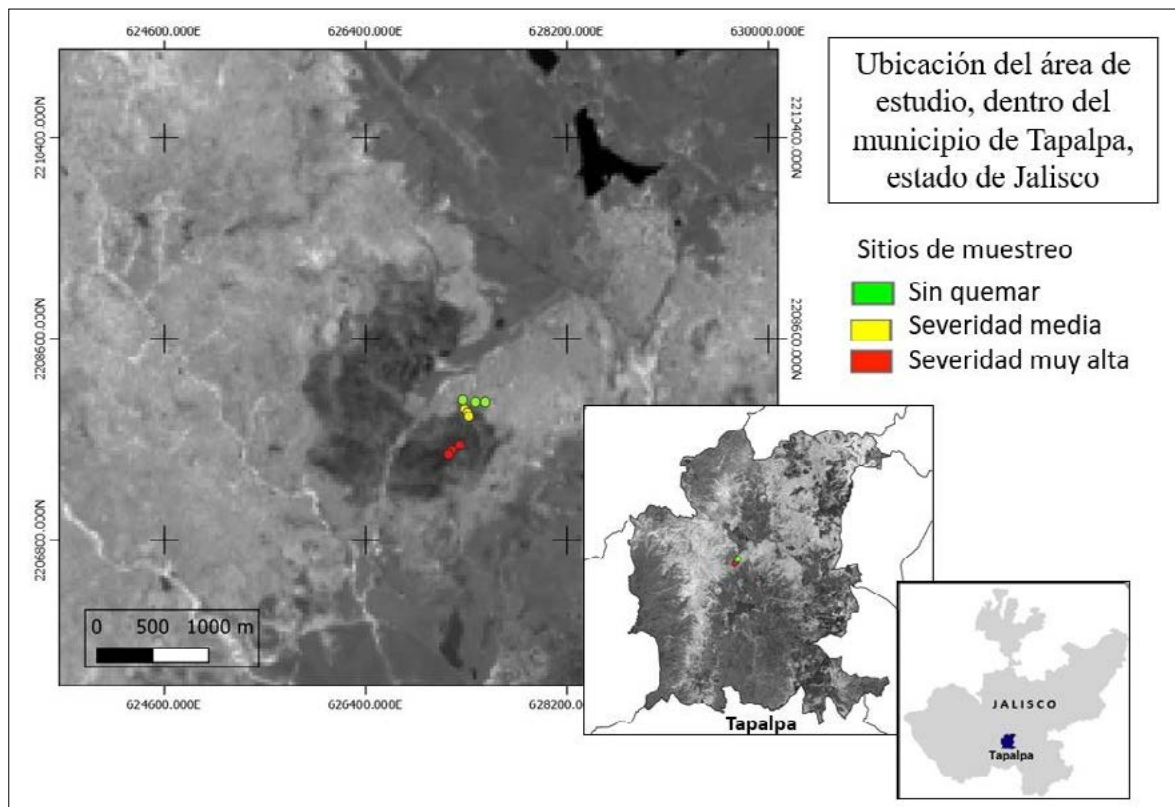 624600.000E 626400.000E 628200.000E 630000.000E
2210400.000N 2210400.000N
2208600.000N 2208600.000N
2206800.000N
0 500 1000 m
624600.000E 626400.000E 628200.000E
Ubicación del área de
estudio, dentro del
municipio de Tapalpa,
estado de Jalisco
Sitios de muestreo
Sin quemar
Severidad media
Severidad muy alta
Tapalpa
JALISCO
Tapalpa